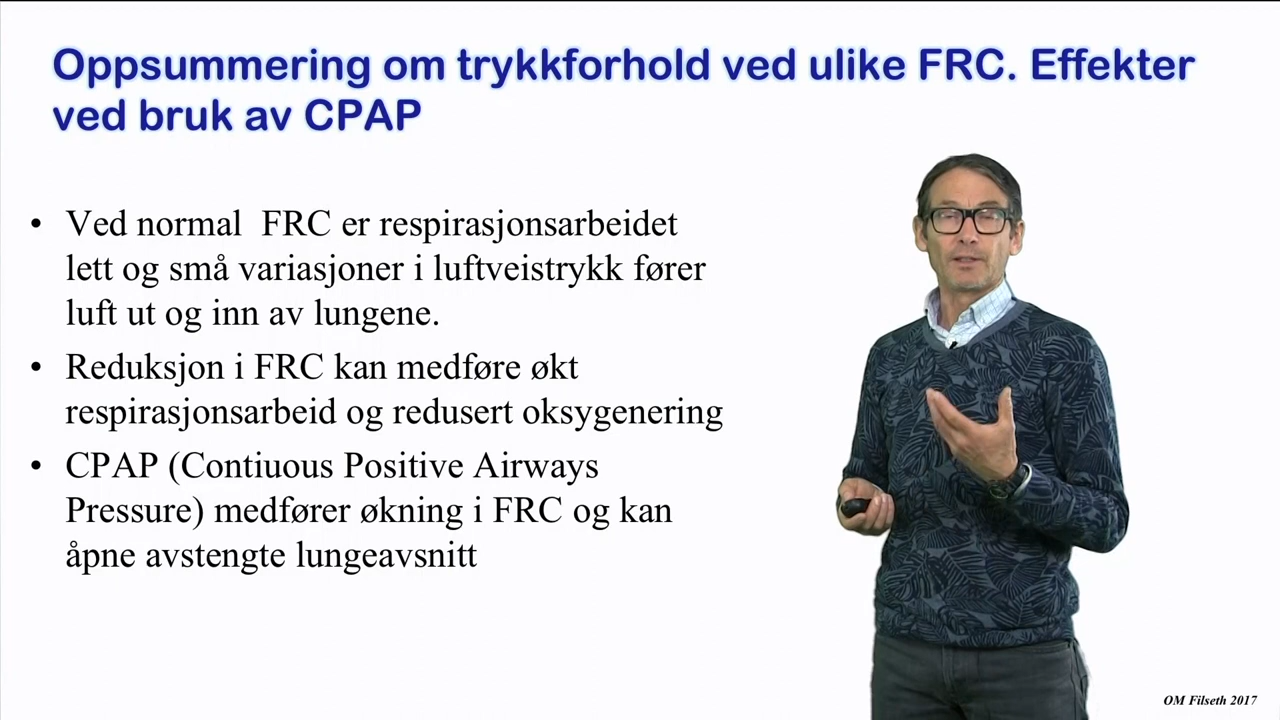 Oppsummering om trykkforhold ved ulike FRC. Effekter
ved bruk av CPAP
• Ved normal  FRC er respirasjonsarbeidet
lett og små variasjoner i luftveistrykk fører
luft ut og inn av lungene.
• Reduksjon i FRC kan medføre økt
respirasjonsarbeid og redusert oksygenering
• CPAP (Contiuous Positive Airways
Pressure) medfører økning i FRC og kan
åpne avstengte lungeavsnitt
OM Filseth 2017